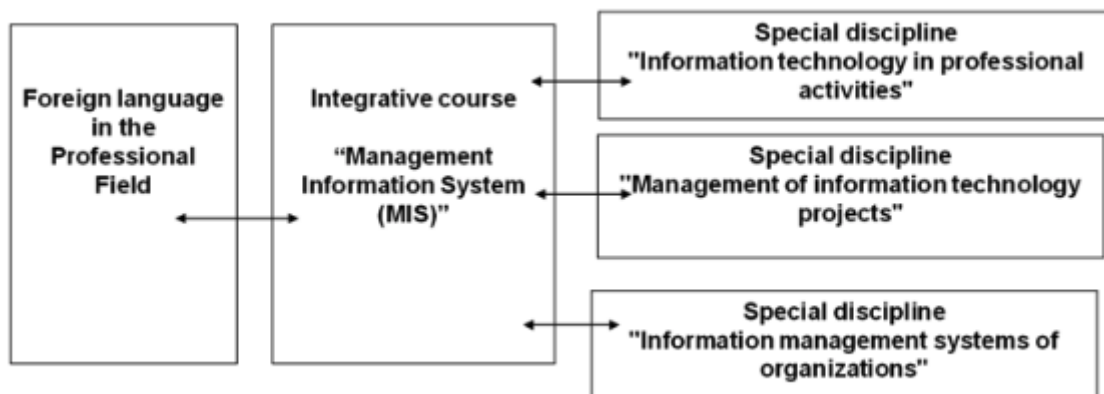 Foreign language
in the
Professional
Field
Integrative course
“Management
Information System
(MIS)”
Special discipline
"Information technology in professional
activities"
Special discipline
"Management of information technology
projects"
Special discipline
"Information management systems of
organizations"